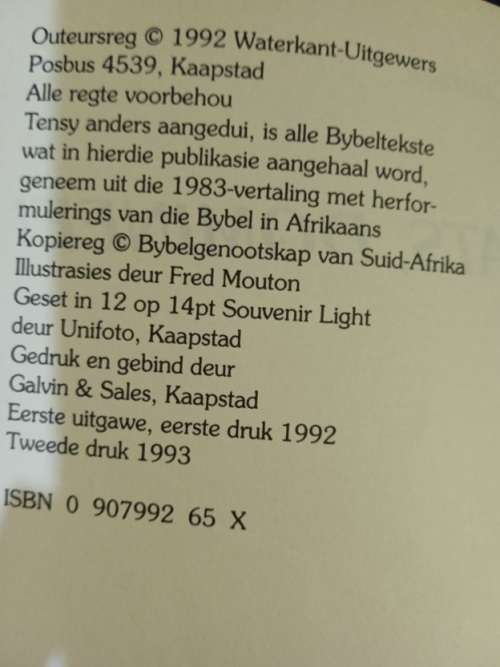 Outeursreg © 1992 Waterkant-Uitgewers
Posbus 4539, Kaapstad
Alle regte voorbehou
Tensy anders aangedui, is alle Bybeltekste
wat in hierdie publikasie aangehaal word,
geneem uit die 1983-vertaling met herfor-
mulerings van die Bybel in Afrikaans
Kopiereg © Bybelgenootskap van Suid-Afrika
Illustrasies deur Fred Mouton
Geset in 12 op 14pt Souvenir Light
deur Unifoto, Kaapstad
Gedruk en gebind deur
Galvin & Sales, Kaapstad
Eerste uitgawe, eerste druk 1992
Tweede druk 1993
ISBN 0 907992 65 X